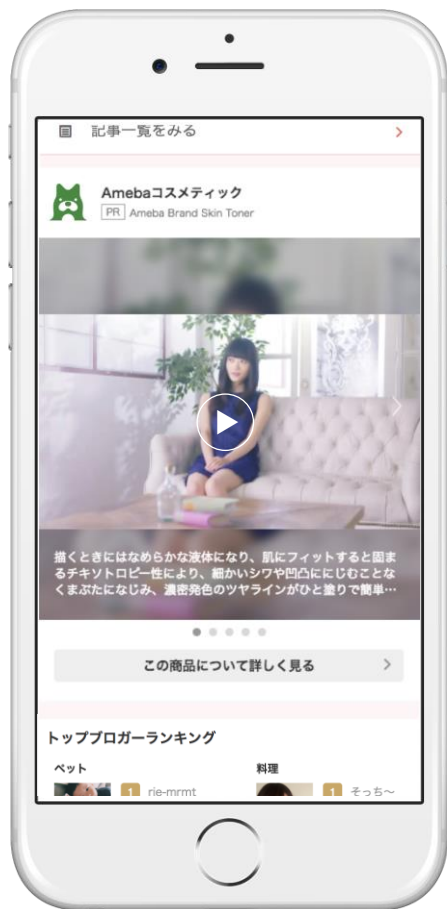 記事一覧をみる
Amebaコスメティック
PR Ameba Brand Skin Toner
描くときにはなめらかな液体になり、肌にフィットすると固ま
るチキソトロピー性により、細かいシワや凹凸ににじむことな
くまぶたになじみ、濃密発色のツヤラインがひと塗りで簡単…
この商品について詳しく見る
トップブロガーランキング
ペット 料理
1 rie-mrmt 1 そっち〜